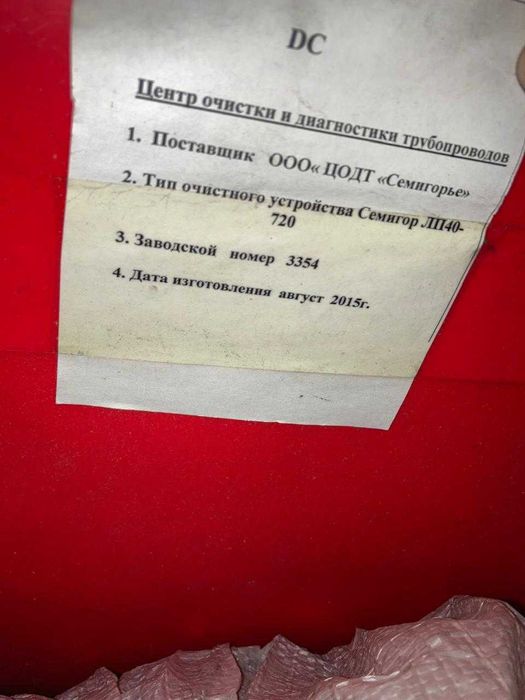 DC
Центр очистки и диагностики трубопроводов
1. Поставщик ООО« ЦОДТ «Семигорье»
2. Тип очистного устройства Семигор ЛП40-
720
3. Заводской номер 3354
4. Дата изготовления август 2015г.